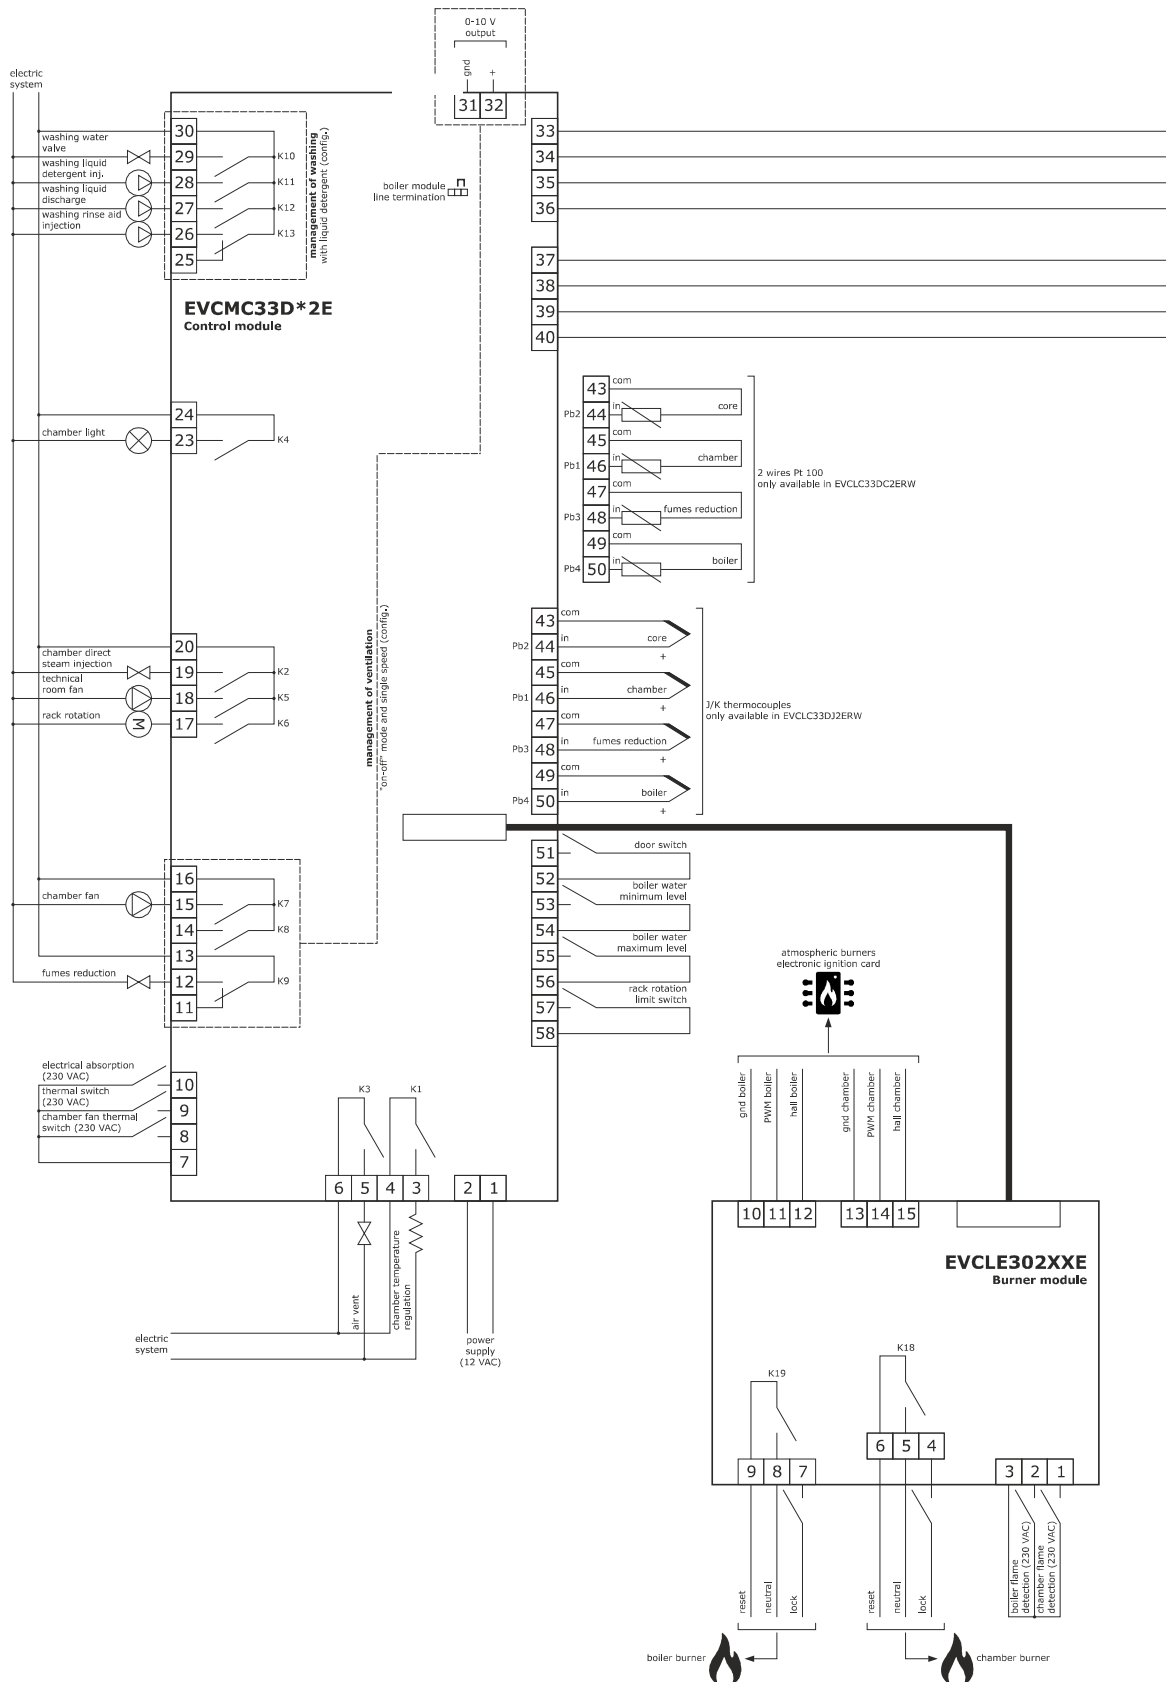 0-10 V
output
gnd
+
31
32
electric
system
30
29
28
27
26
25
washing water
valve
washing liquid
detergent inj.
washing liquid
discharge
washing rinse aid
injection
K10
K11
K12
K13
management of washing
with liquid detergent (config.)
boiler module
line termination
33
34
35
36
37
38
39
40
EVCMC33D*2E
Control module
24
23
chamber light
K4
43
44
45
46
47
48
49
50
com
in
core
Pb2
com
in
chamber
Pb1
com
in
fumes reduction
Pb3
com
in
boiler
Pb4
2 wires Pt 100
only available in EVCLC33DC2ERW
43
44
45
46
47
48
49
50
com
in
core
+
Pb2
com
in
chamber
+
Pb1
com
in
fumes reduction
+
Pb3
com
in
boiler
+
Pb4
J/K thermocouples
only available in EVCLC33DJ2ERW
20
19
18
17
chamber direct
steam injection
technical
room fan
rack rotation
M
K2
K5
K6
management of ventilation
"on-off" mode and single speed (config.)
16
15
14
13
12
11
chamber fan
fumes reduction
K7
K8
K9
51
52
53
54
55
56
57
58
door switch
boiler water
minimum level
boiler water
maximum level
rack rotation
limit switch
electrical absorption
(230 VAC)
thermal switch
(230 VAC)
chamber fan thermal
switch (230 VAC)
10
9
8
7
K3
K1
6
5
4
3
2
1
air vent
chamber temperature
regulation
electric
system
power
supply
(12 VAC)
atmospheric burners
electronic ignition card
gnd boiler
PWM boiler
hall boiler
gnd chamber
PWM chamber
hall chamber
10
11
12
13
14
15
EVCLE302XXE
Burner module
K19
K18
6
5
4
9
8
7
3
2
1
reset
neutral
lock
reset
neutral
lock
boiler flame
detection (230 VAC)
chamber flame
detection (230 VAC)
boiler burner
chamber burner